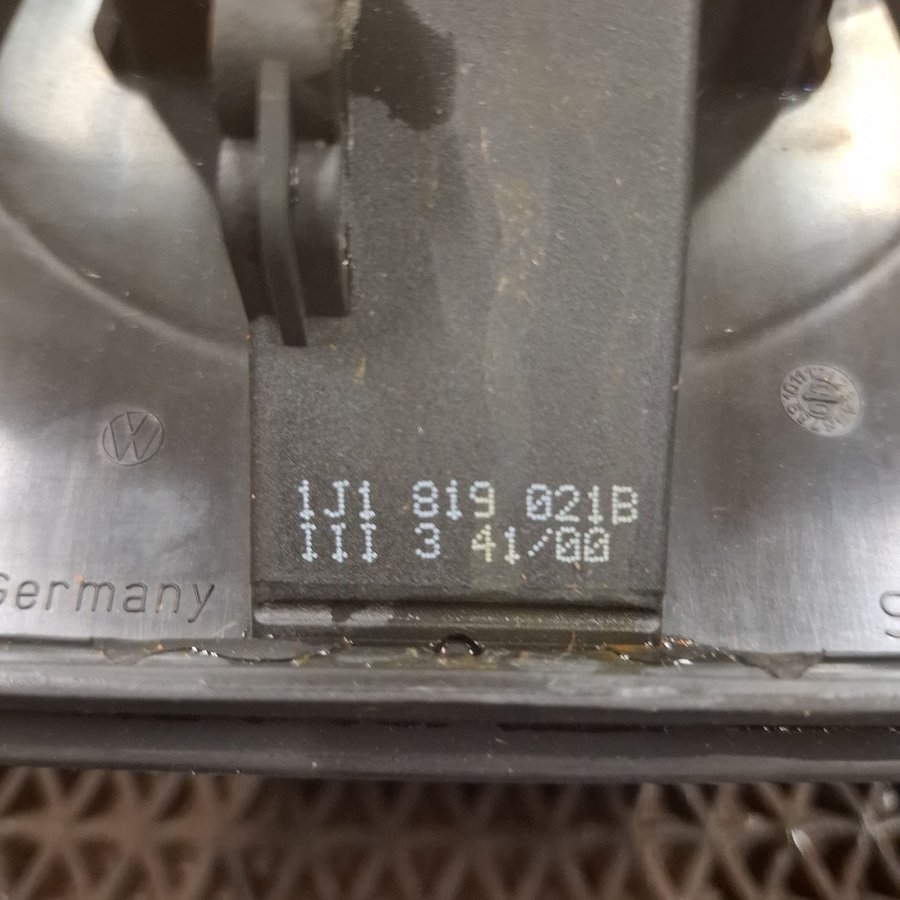 1J1 819 021B
III 3 41/00
Germany